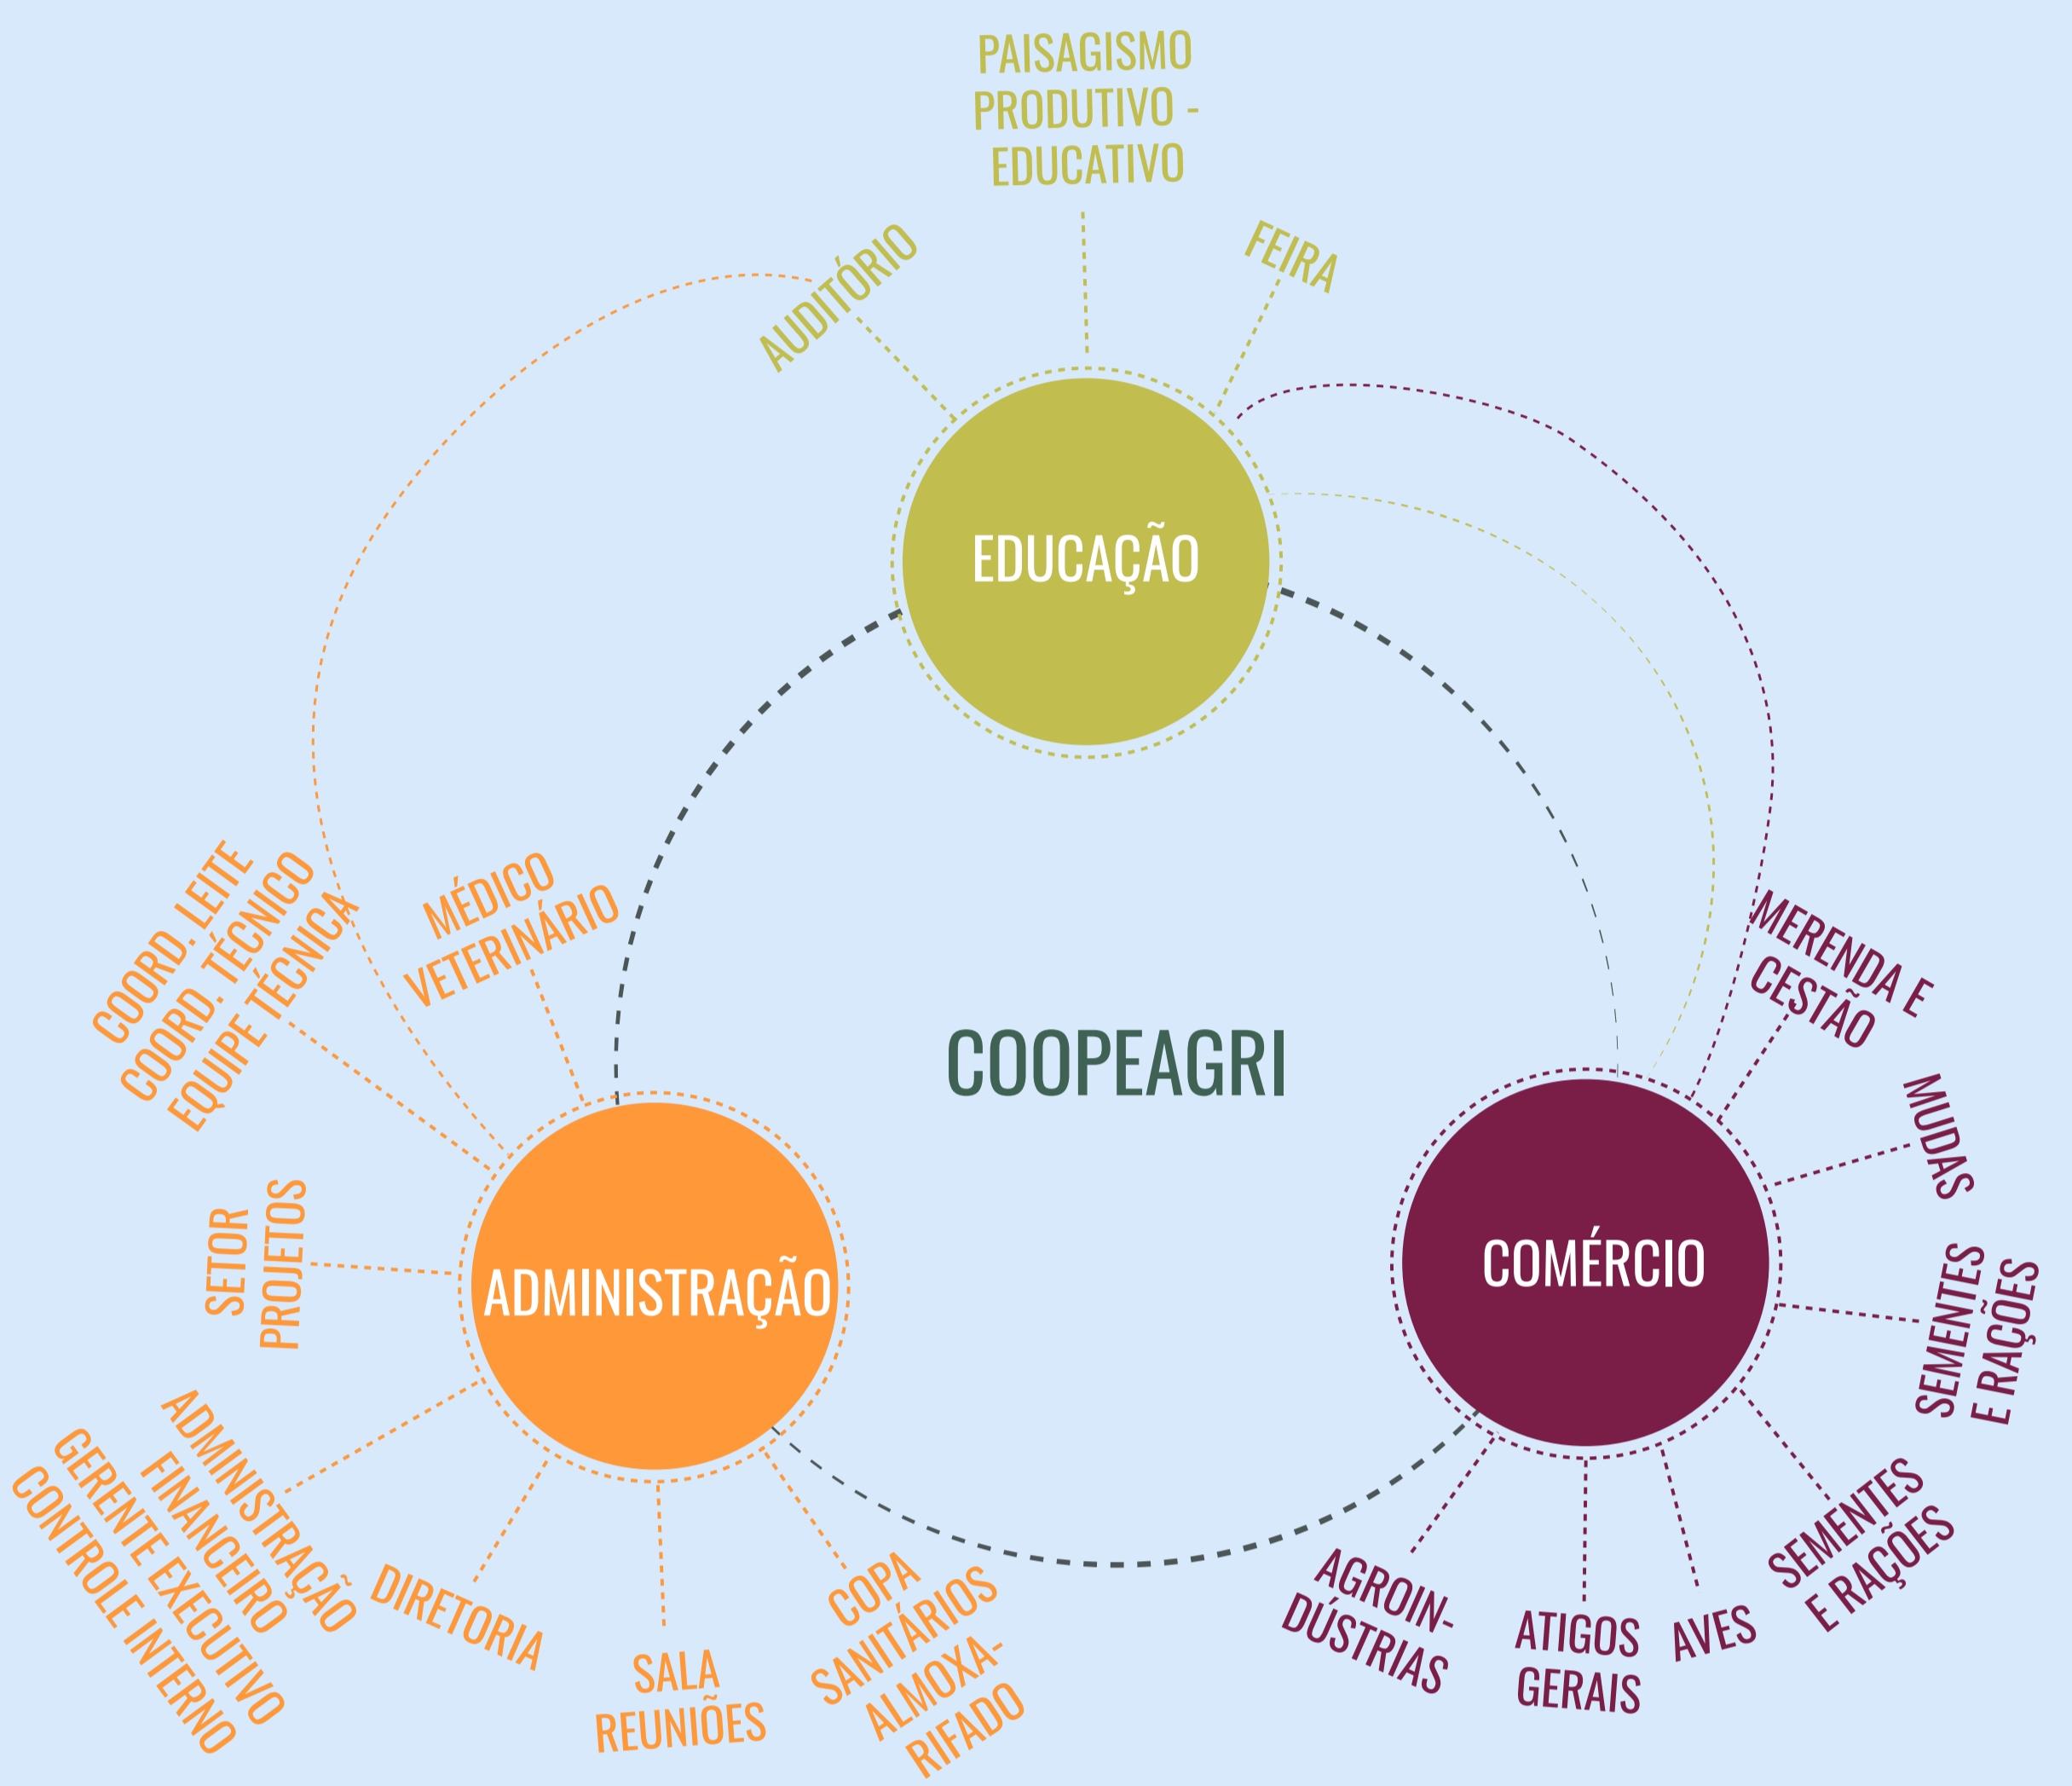 PAISAGISMO
PRODUTIVO -
EDUCATIVO
AUDITÓRIO
FEIRA
EDUCAÇÃO
COORD. LEITE
COORD. TÉCNICO
EQUIPE TÉCNICA
MÉDICO
VETERINÁRIO
COOPEAGRI
MERENDA E
CESTÃO
MUDAS
SETOR
PROJETOS
ADMINISTRAÇÃO
COMÉRCIO
SEMENTES
E RAÇÕES
ADMINISTRAÇÃO
FINANCEIRO
GERENTE EXECUTIVO
CONTROLE INTERNO
DIRETORIA
SALA
REUNIÕES
COPA
SANITÁRIOS
ALMOXA-
RIFADO
AGROIN-
DÚSTRIAS
ATIGOS
GERAIS
AVES
SEMENTES
E RAÇÕES